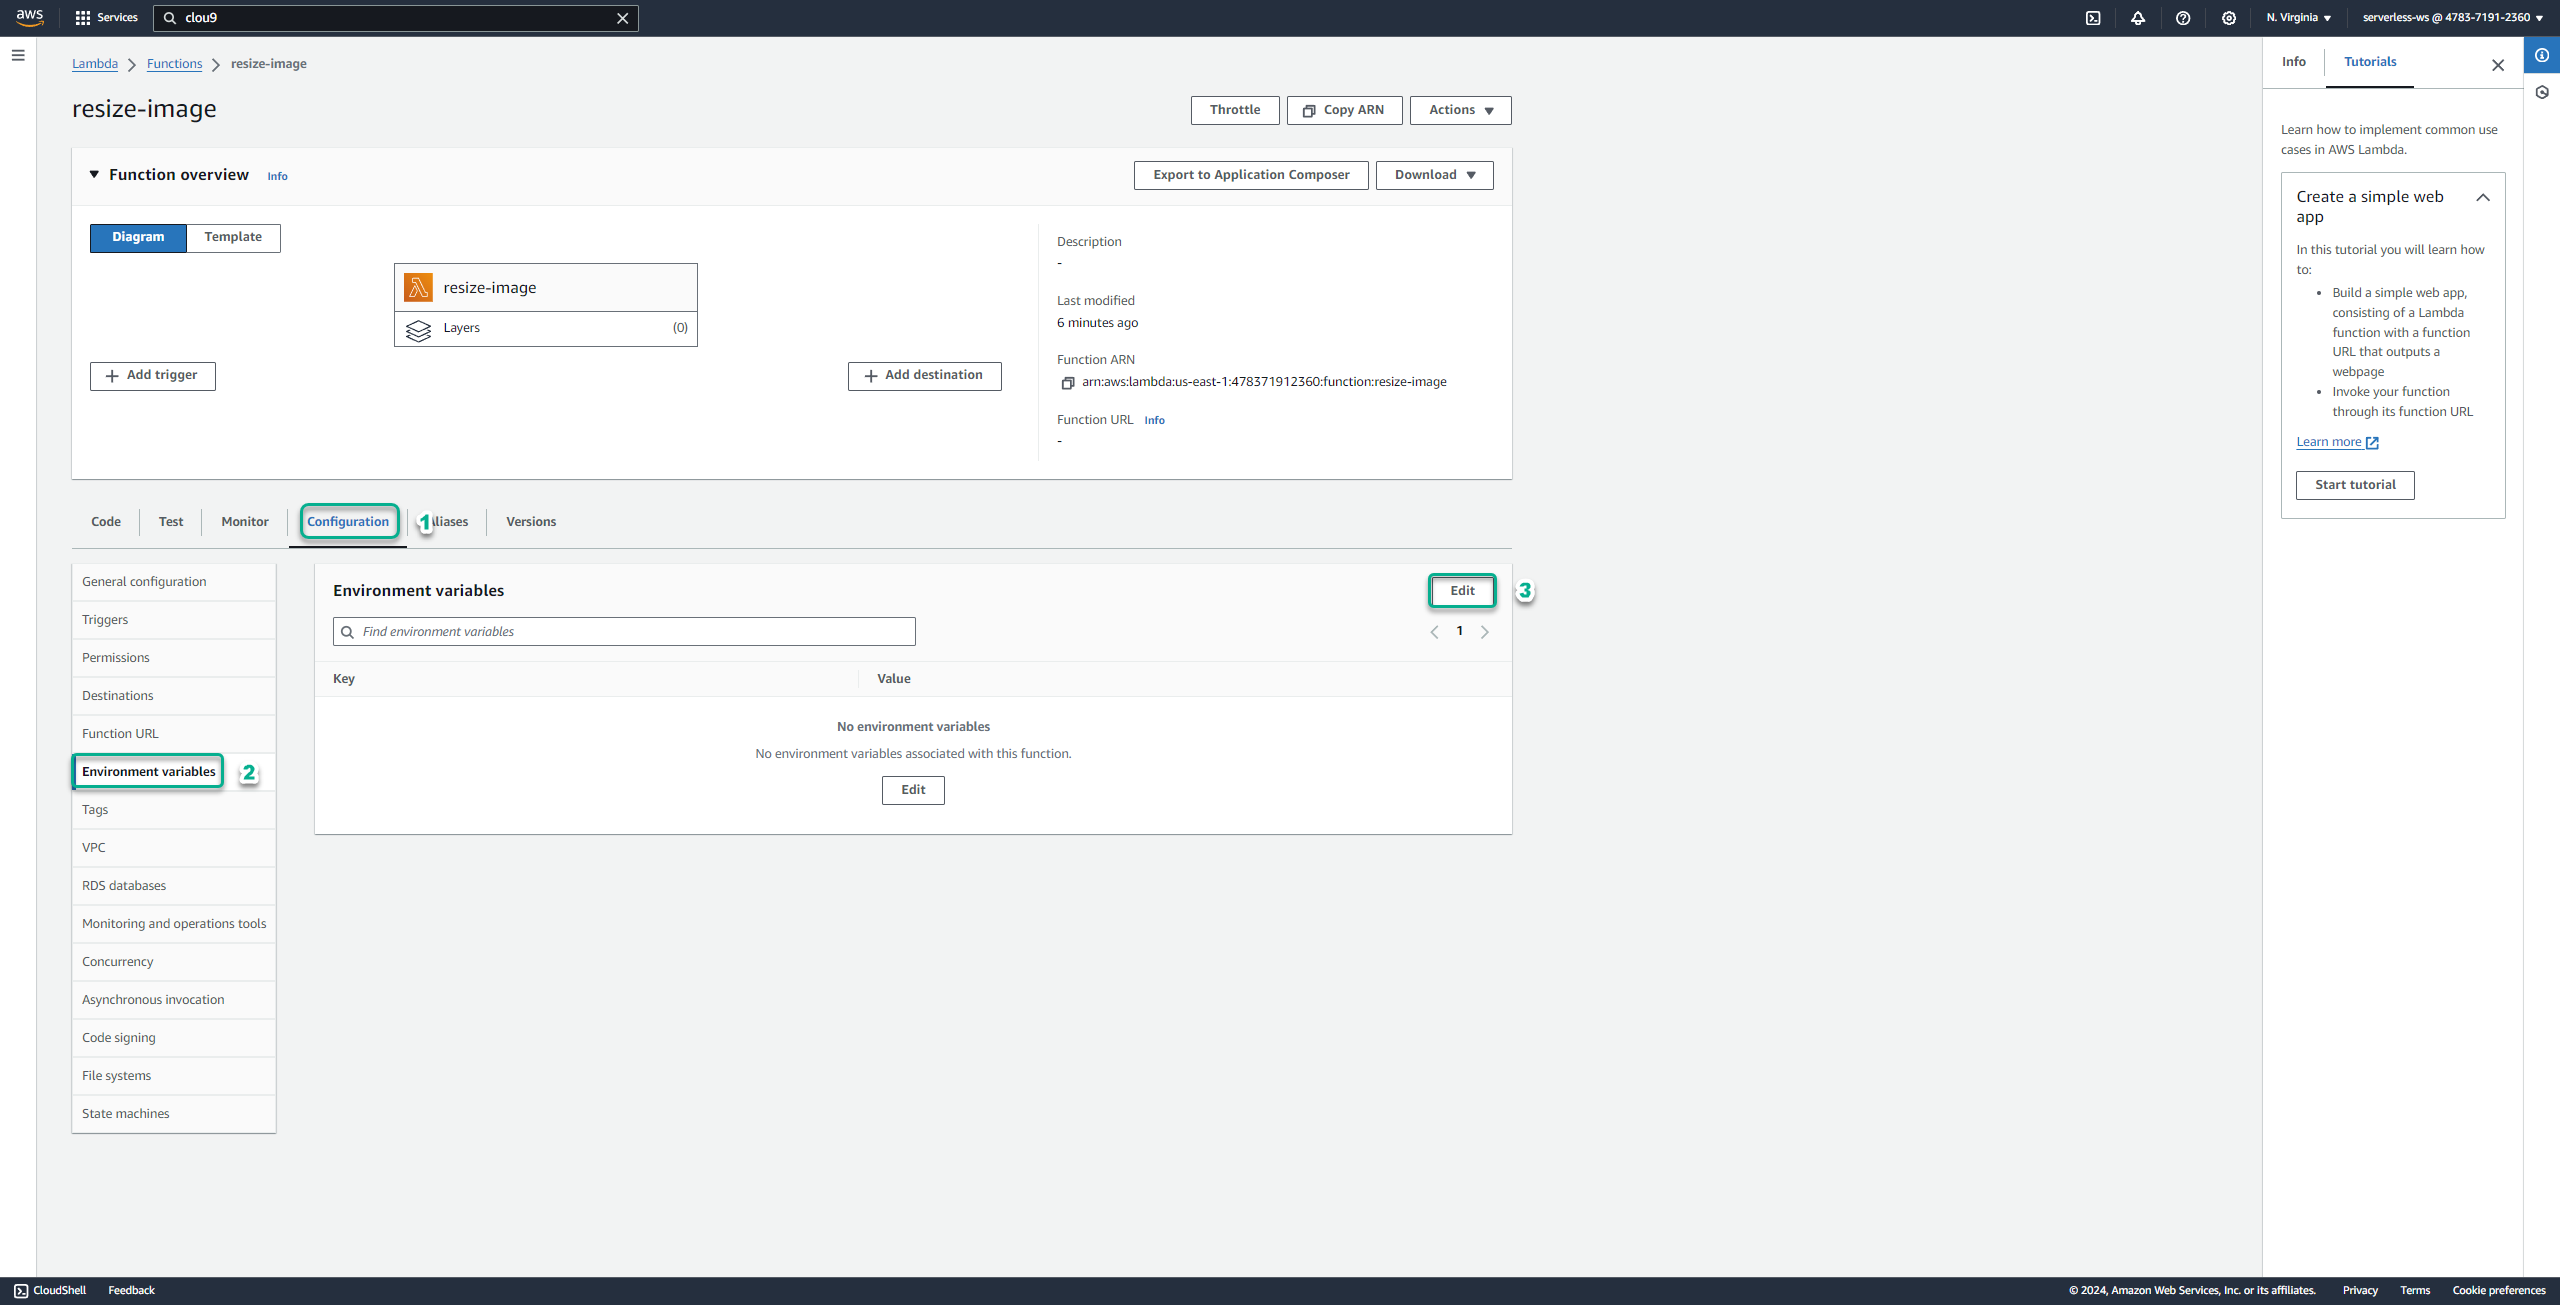 aws
Services
clou9
N. Virginia
serverless-ws @ 4783-7191-2360
Lambda
Functions
resize-image
resize-image
Throttle
Copy ARN
Actions
Function overview
Info
Export to Application Composer
Download
Diagram
Template
resize-image
Layers
(0)
Add trigger
Add destination
Description
-
Last modified
6 minutes ago
Function ARN
arn:aws:lambda:us-east-1:478371912360:function:resize-image
Function URL
Info
-
Code
Test
Monitor
Configuration
1
liases
Versions
General configuration
Triggers
Permissions
Destinations
Function URL
Environment variables
2
Tags
VPC
RDS databases
Monitoring and operations tools
Concurrency
Asynchronous invocation
Code signing
File systems
State machines
Environment variables
Edit
3
Find environment variables
1
Key
Value
No environment variables
No environment variables associated with this function.
Edit
Info
Tutorials
Learn how to implement common use
cases in AWS Lambda.
Create a simple web
app
In this tutorial you will learn how
to:
• Build a simple web app,
consisting of a Lambda
function with a function
URL that outputs a
webpage
• Invoke your function
through its function URL
Learn more
Start tutorial
CloudShell
Feedback
© 2024, Amazon Web Services, Inc. or its affiliates.
Privacy
Terms
Cookie preferences